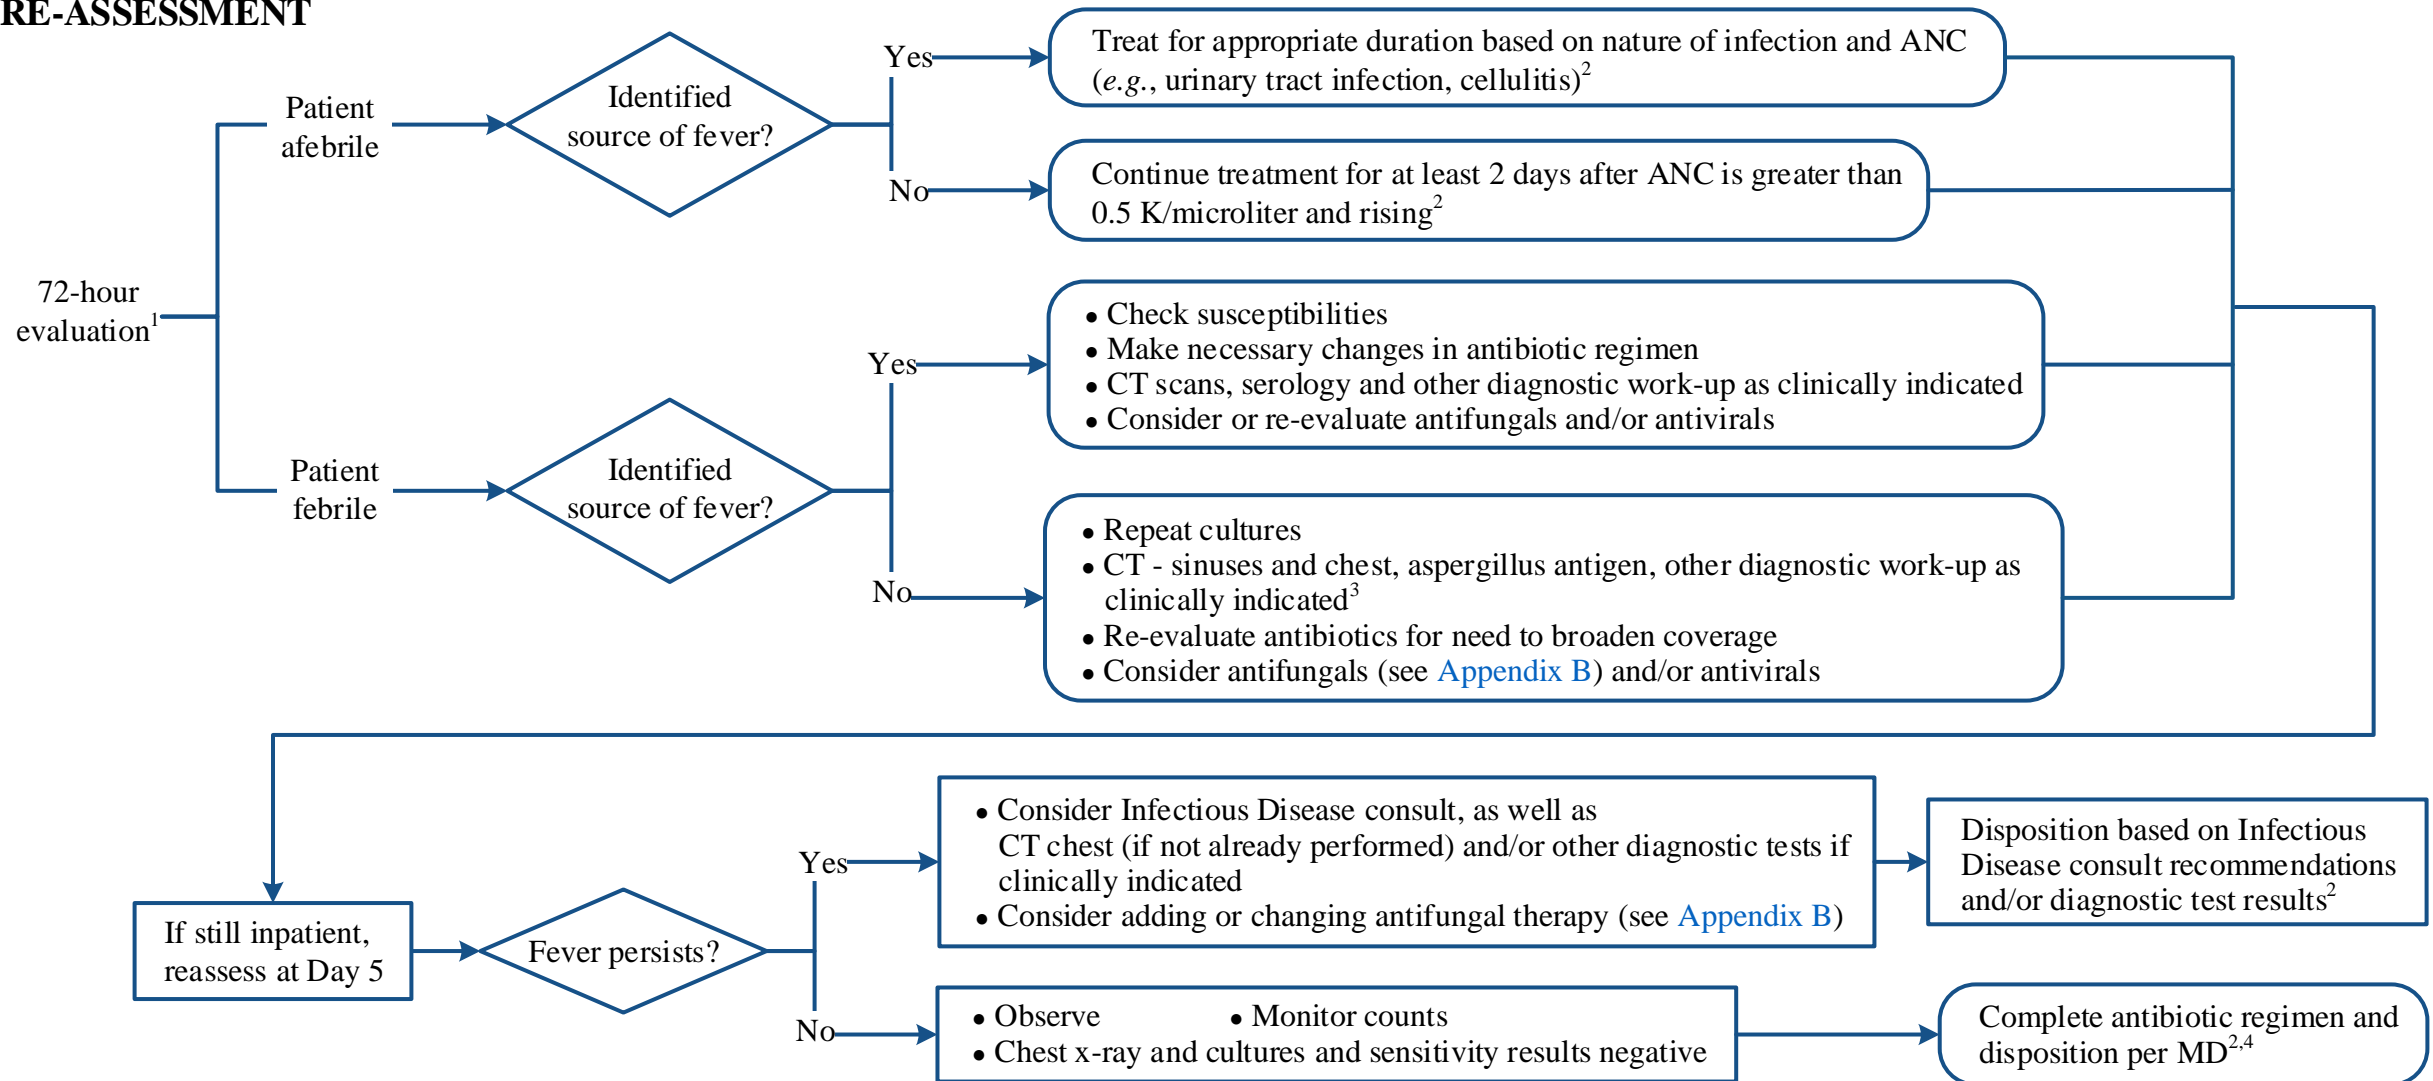 RE-ASSESSMENT
72-hour
evaluation1
Patient
afebrile
Identified
source of fever?
Yes
Treat for appropriate duration based on nature of infection and ANC
(e.g., urinary tract infection, cellulitis)2
No
Continue treatment for at least 2 days after ANC is greater than
0.5 K/microliter and rising2
Patient
febrile
Identified
source of fever?
Yes
● Check susceptibilities
● Make necessary changes in antibiotic regimen
● CT scans, serology and other diagnostic work-up as clinically indicated
● Consider or re-evaluate antifungals and/or antivirals
No
● Repeat cultures
● CT - sinuses and chest, aspergillus antigen, other diagnostic work-up as
clinically indicated3
● Re-evaluate antibiotics for need to broaden coverage
● Consider antifungals (see Appendix B) and/or antivirals
If still inpatient,
reassess at Day 5
Fever persists?
Yes
● Consider Infectious Disease consult, as well as
CT chest (if not already performed) and/or other diagnostic tests if
clinically indicated
● Consider adding or changing antifungal therapy (see Appendix B)
Disposition based on Infectious
Disease consult recommendations
and/or diagnostic test results2
No
● Observe ● Monitor counts
● Chest x-ray and cultures and sensitivity results negative
Complete antibiotic regimen and
disposition per MD2,4